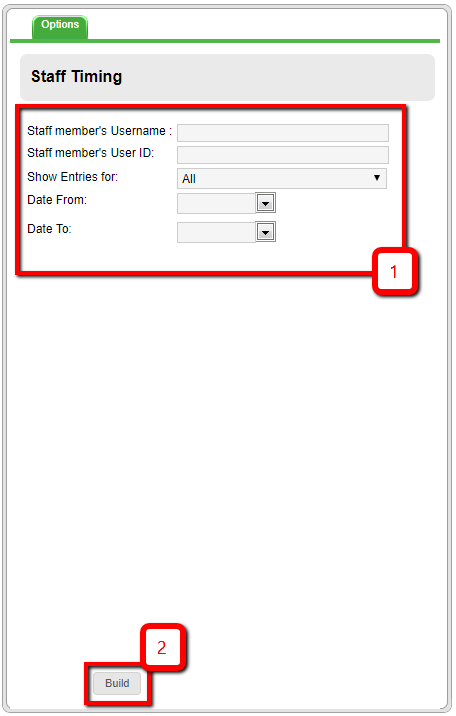 Options
Staff Timing
Staff member's Username :
Staff member's User ID:
Show Entries for: All
Date From:
Date To:
1
2
Build